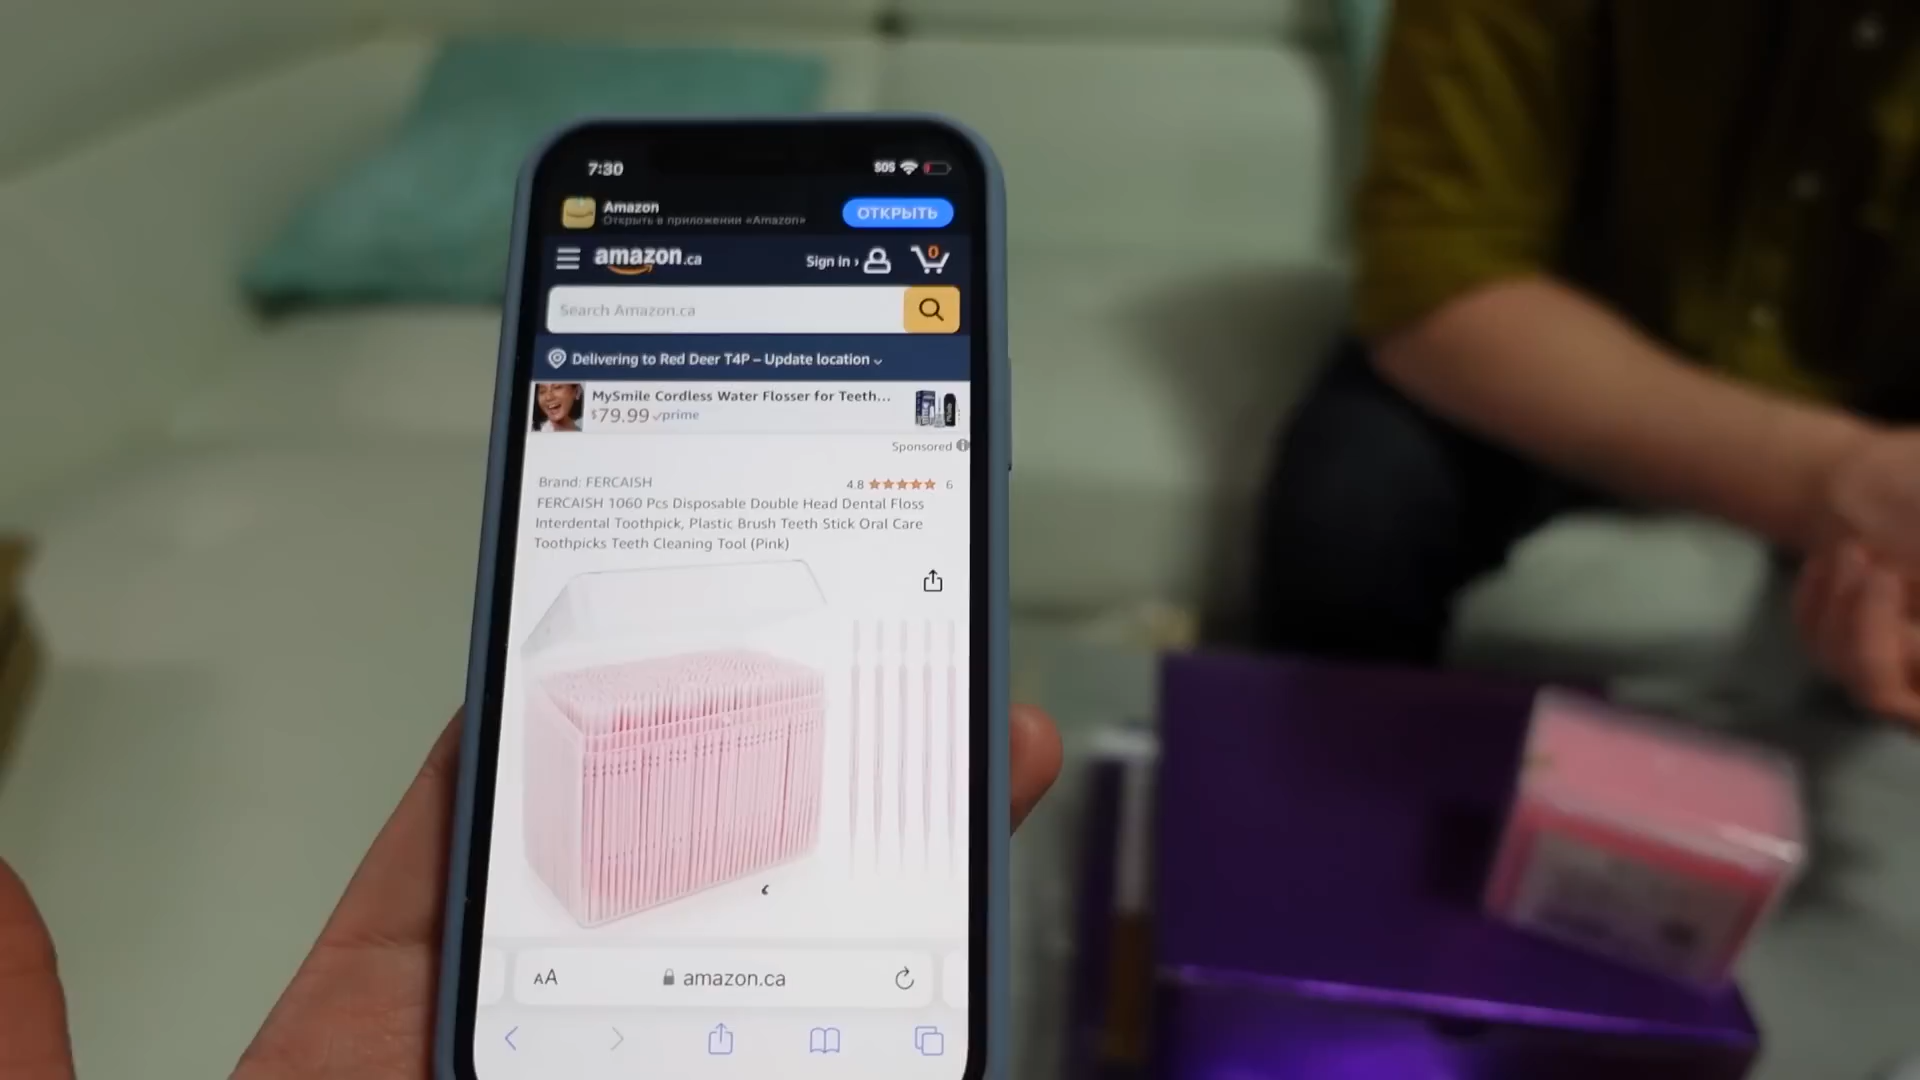 7:30
SOS
Amazon
Открыть в приложении «Amazon»
ОТКРЫТЬ
amazon.ca
Sign in ›
0
Search Amazon.ca
Delivering to Red Deer T4P – Update location
MySmile Cordless Water Flosser for Teeth...
$79.99 prime
Sponsored
Brand: FERCAISH
4.8
6
FERCAISH 1060 Pcs Disposable Double Head Dental Floss
Interdental Toothpick, Plastic Brush Teeth Stick Oral Care
Toothpicks Teeth Cleaning Tool (Pink)
AA
amazon.ca